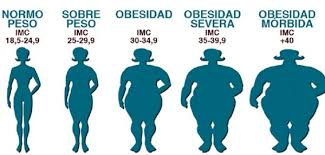 NORMO
PESO
IMC
18,5-24,9
SOBRE
PESO
IMC
25-29,9
OBESIDAD
IMC
30-34,9
OBESIDAD
SEVERA
IMC
35-39,9
OBESIDAD
MÓRBIDA
IMC
+40